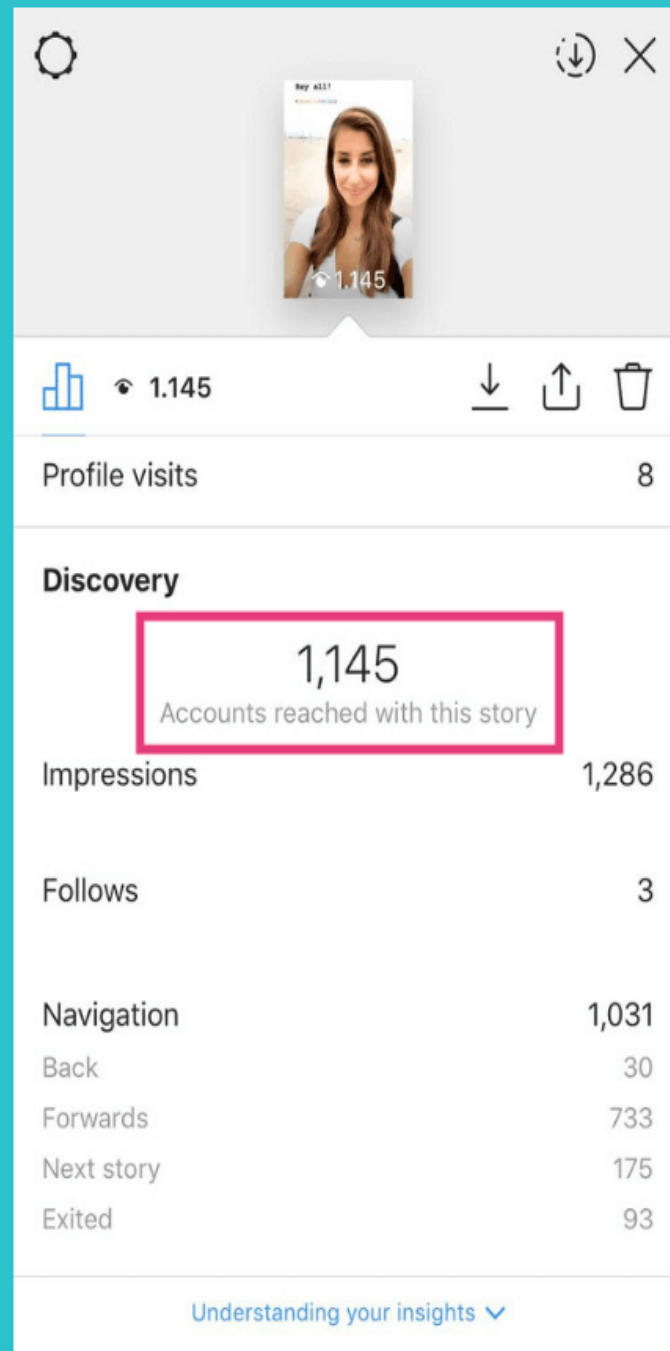 Hey all!
1.145
1.145
Profile visits 8
Discovery
1,145
Accounts reached with this story
Impressions 1,286
Follows 3
Navigation 1,031
Back 30
Forwards 733
Next story 175
Exited 93
Understanding your insights